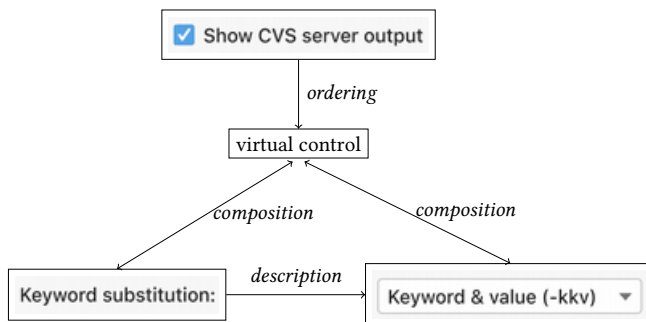 Show CVS server output
ordering
virtual control
composition
composition
description
Keyword substitution:
Keyword & value (-kkv)